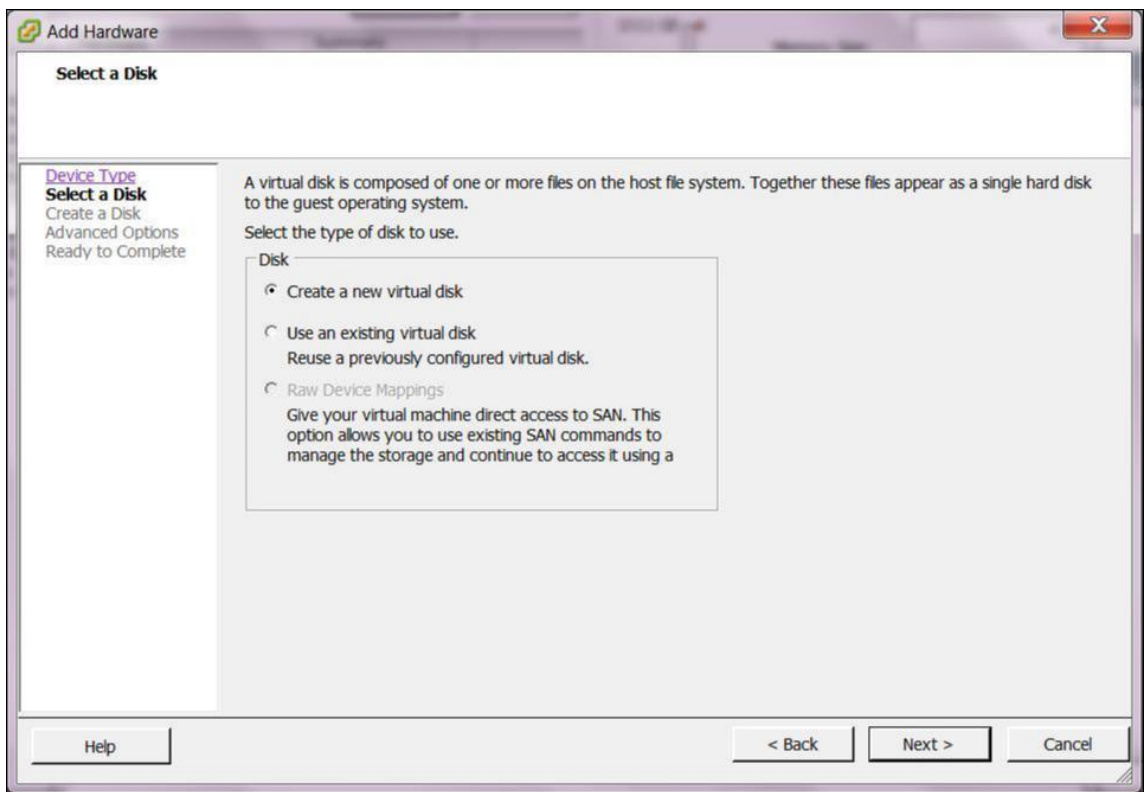 Add Hardware
Select a Disk
Device Type
Select a Disk
Create a Disk
Advanced Options
Ready to Complete
A virtual disk is composed of one or more files on the host file system. Together these files appear as a single hard disk
to the guest operating system.
Select the type of disk to use.
Disk
Create a new virtual disk
Use an existing virtual disk
Reuse a previously configured virtual disk.
Raw Device Mappings
Give your virtual machine direct access to SAN. This
option allows you to use existing SAN commands to
manage the storage and continue to access it using a
Help
< Back
Next >
Cancel